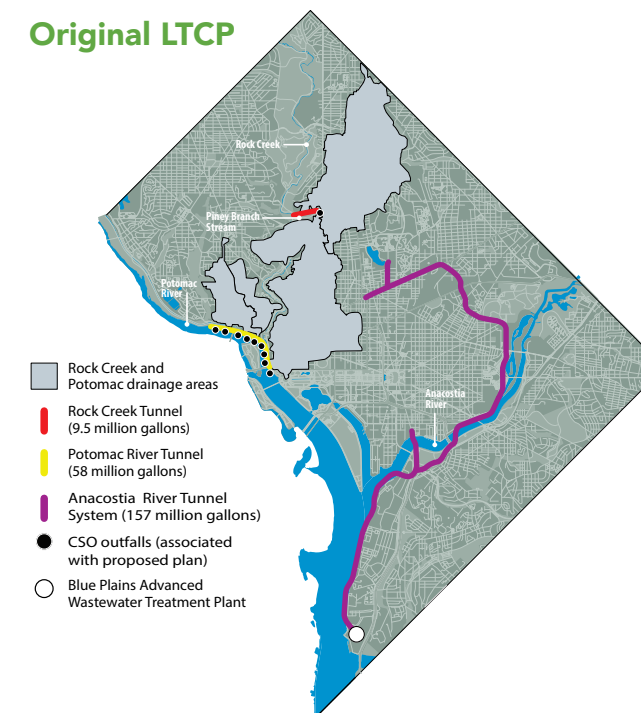 Original LTCP
Rock Creek
Piney Branch
Stream
Potomac
River
Anacostia
River
Rock Creek and
Potomac drainage areas
Rock Creek Tunnel
(9.5 million gallons)
Potomac River Tunnel
(58 million gallons)
Anacostia River Tunnel
System (157 million gallons)
CSO outfalls (associated
with proposed plan)
Blue Plains Advanced
Wastewater Treatment Plant